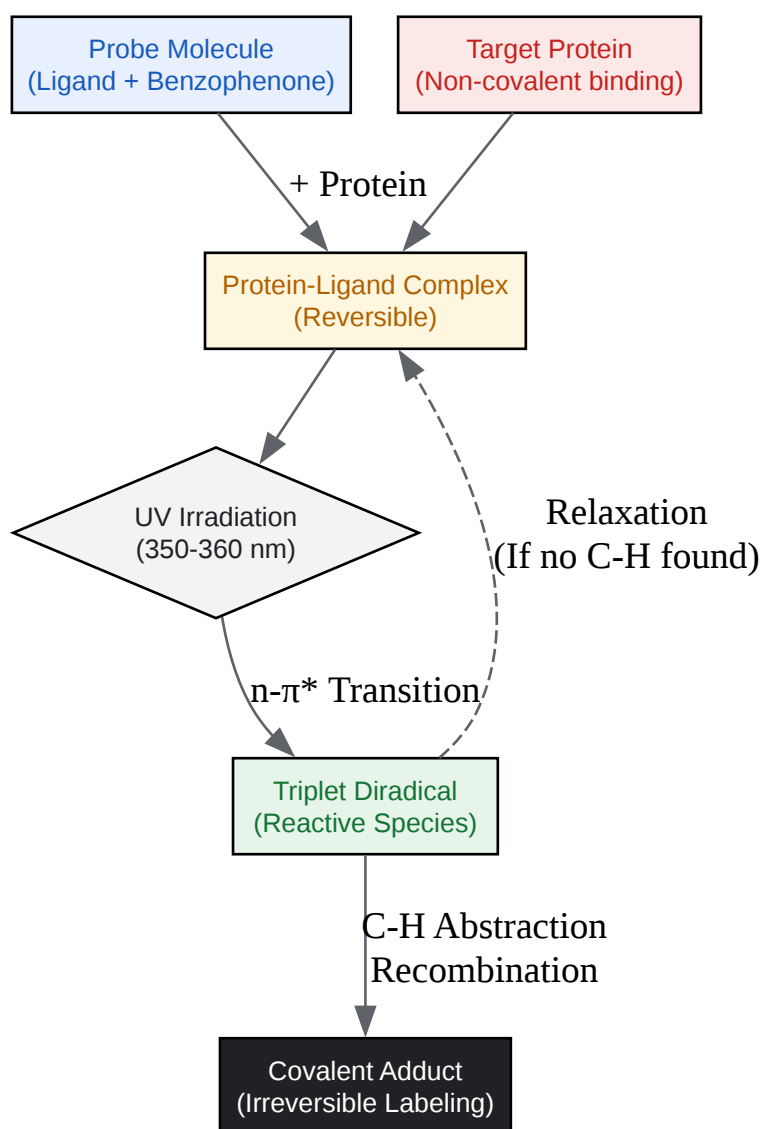 Probe Molecule
(Ligand + Benzophenone)
Target Protein
(Non-covalent binding)
+ Protein
Protein-Ligand Complex
(Reversible)
UV Irradiation
(350-360 nm)
Relaxation
(If no C-H found)
n-π* Transition
Triplet Diradical
(Reactive Species)
C-H Abstraction
Recombination
Covalent Adduct
(Irreversible Labeling)